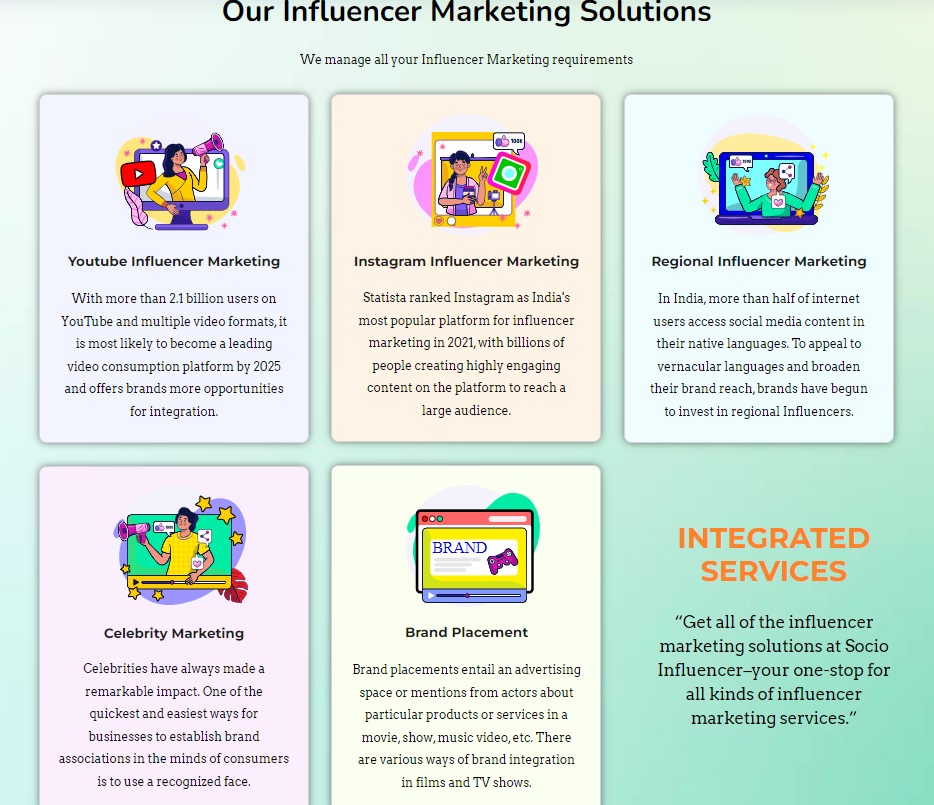 Our Influencer Marketing Solutions
We manage all your Influencer Marketing requirements
100K
Youtube Influencer Marketing
With more than 2.1 billion users on
YouTube and multiple video formats, it
is most likely to become a leading
video consumption platform by 2025
and offers brands more opportunities
for integration.
Instagram Influencer Marketing
Statista ranked Instagram as India's
most popular platform for influencer
marketing in 2021, with billions of
people creating highly engaging
content on the platform to reach a
large audience.
100K
Regional Influencer Marketing
In India, more than half of internet
users access social media content in
their native languages. To appeal to
vernacular languages and broaden
their brand reach, brands have begun
to invest in regional Influencers.
100K
Celebrity Marketing
Celebrities have always made a
remarkable impact. One of the
quickest and easiest ways for
businesses to establish brand
associations in the minds of consumers
is to use a recognized face.
BRAND
Brand Placement
Brand placements entail an advertising
space or mentions from actors about
particular products or services in a
movie, show, music video, etc. There
are various ways of brand integration
in films and TV shows.
INTEGRATED
SERVICES
“Get all of the influencer
marketing solutions at Socio
Influencer–your one-stop for
all kinds of influencer
marketing services.”